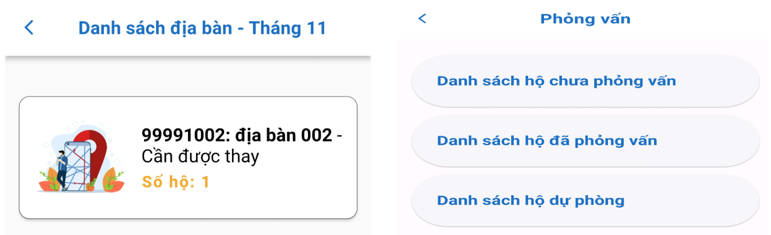 Danh sách địa bàn - Tháng 11
99991002: địa bàn 002 -
Cần được thay
Số hộ: 1
Phỏng vấn
Danh sách hộ chưa phỏng vấn
Danh sách hộ đã phỏng vấn
Danh sách hộ dự phòng